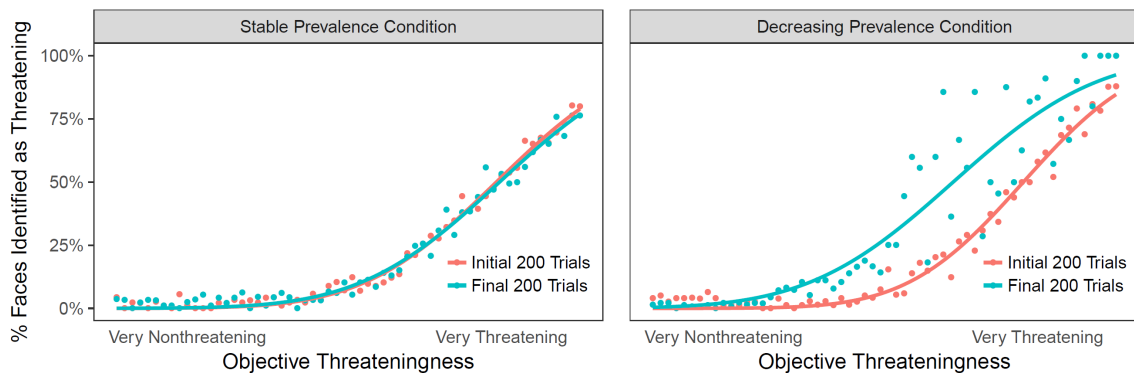 Stable Prevalence Condition
Decreasing Prevalence Condition
% Faces Identified as Threatening
100%
75%
50%
25%
0%
Initial 200 Trials
Final 200 Trials
Initial 200 Trials
Final 200 Trials
Very Nonthreatening
Very Threatening
Very Nonthreatening
Very Threatening
Objective Threateningness
Objective Threateningness